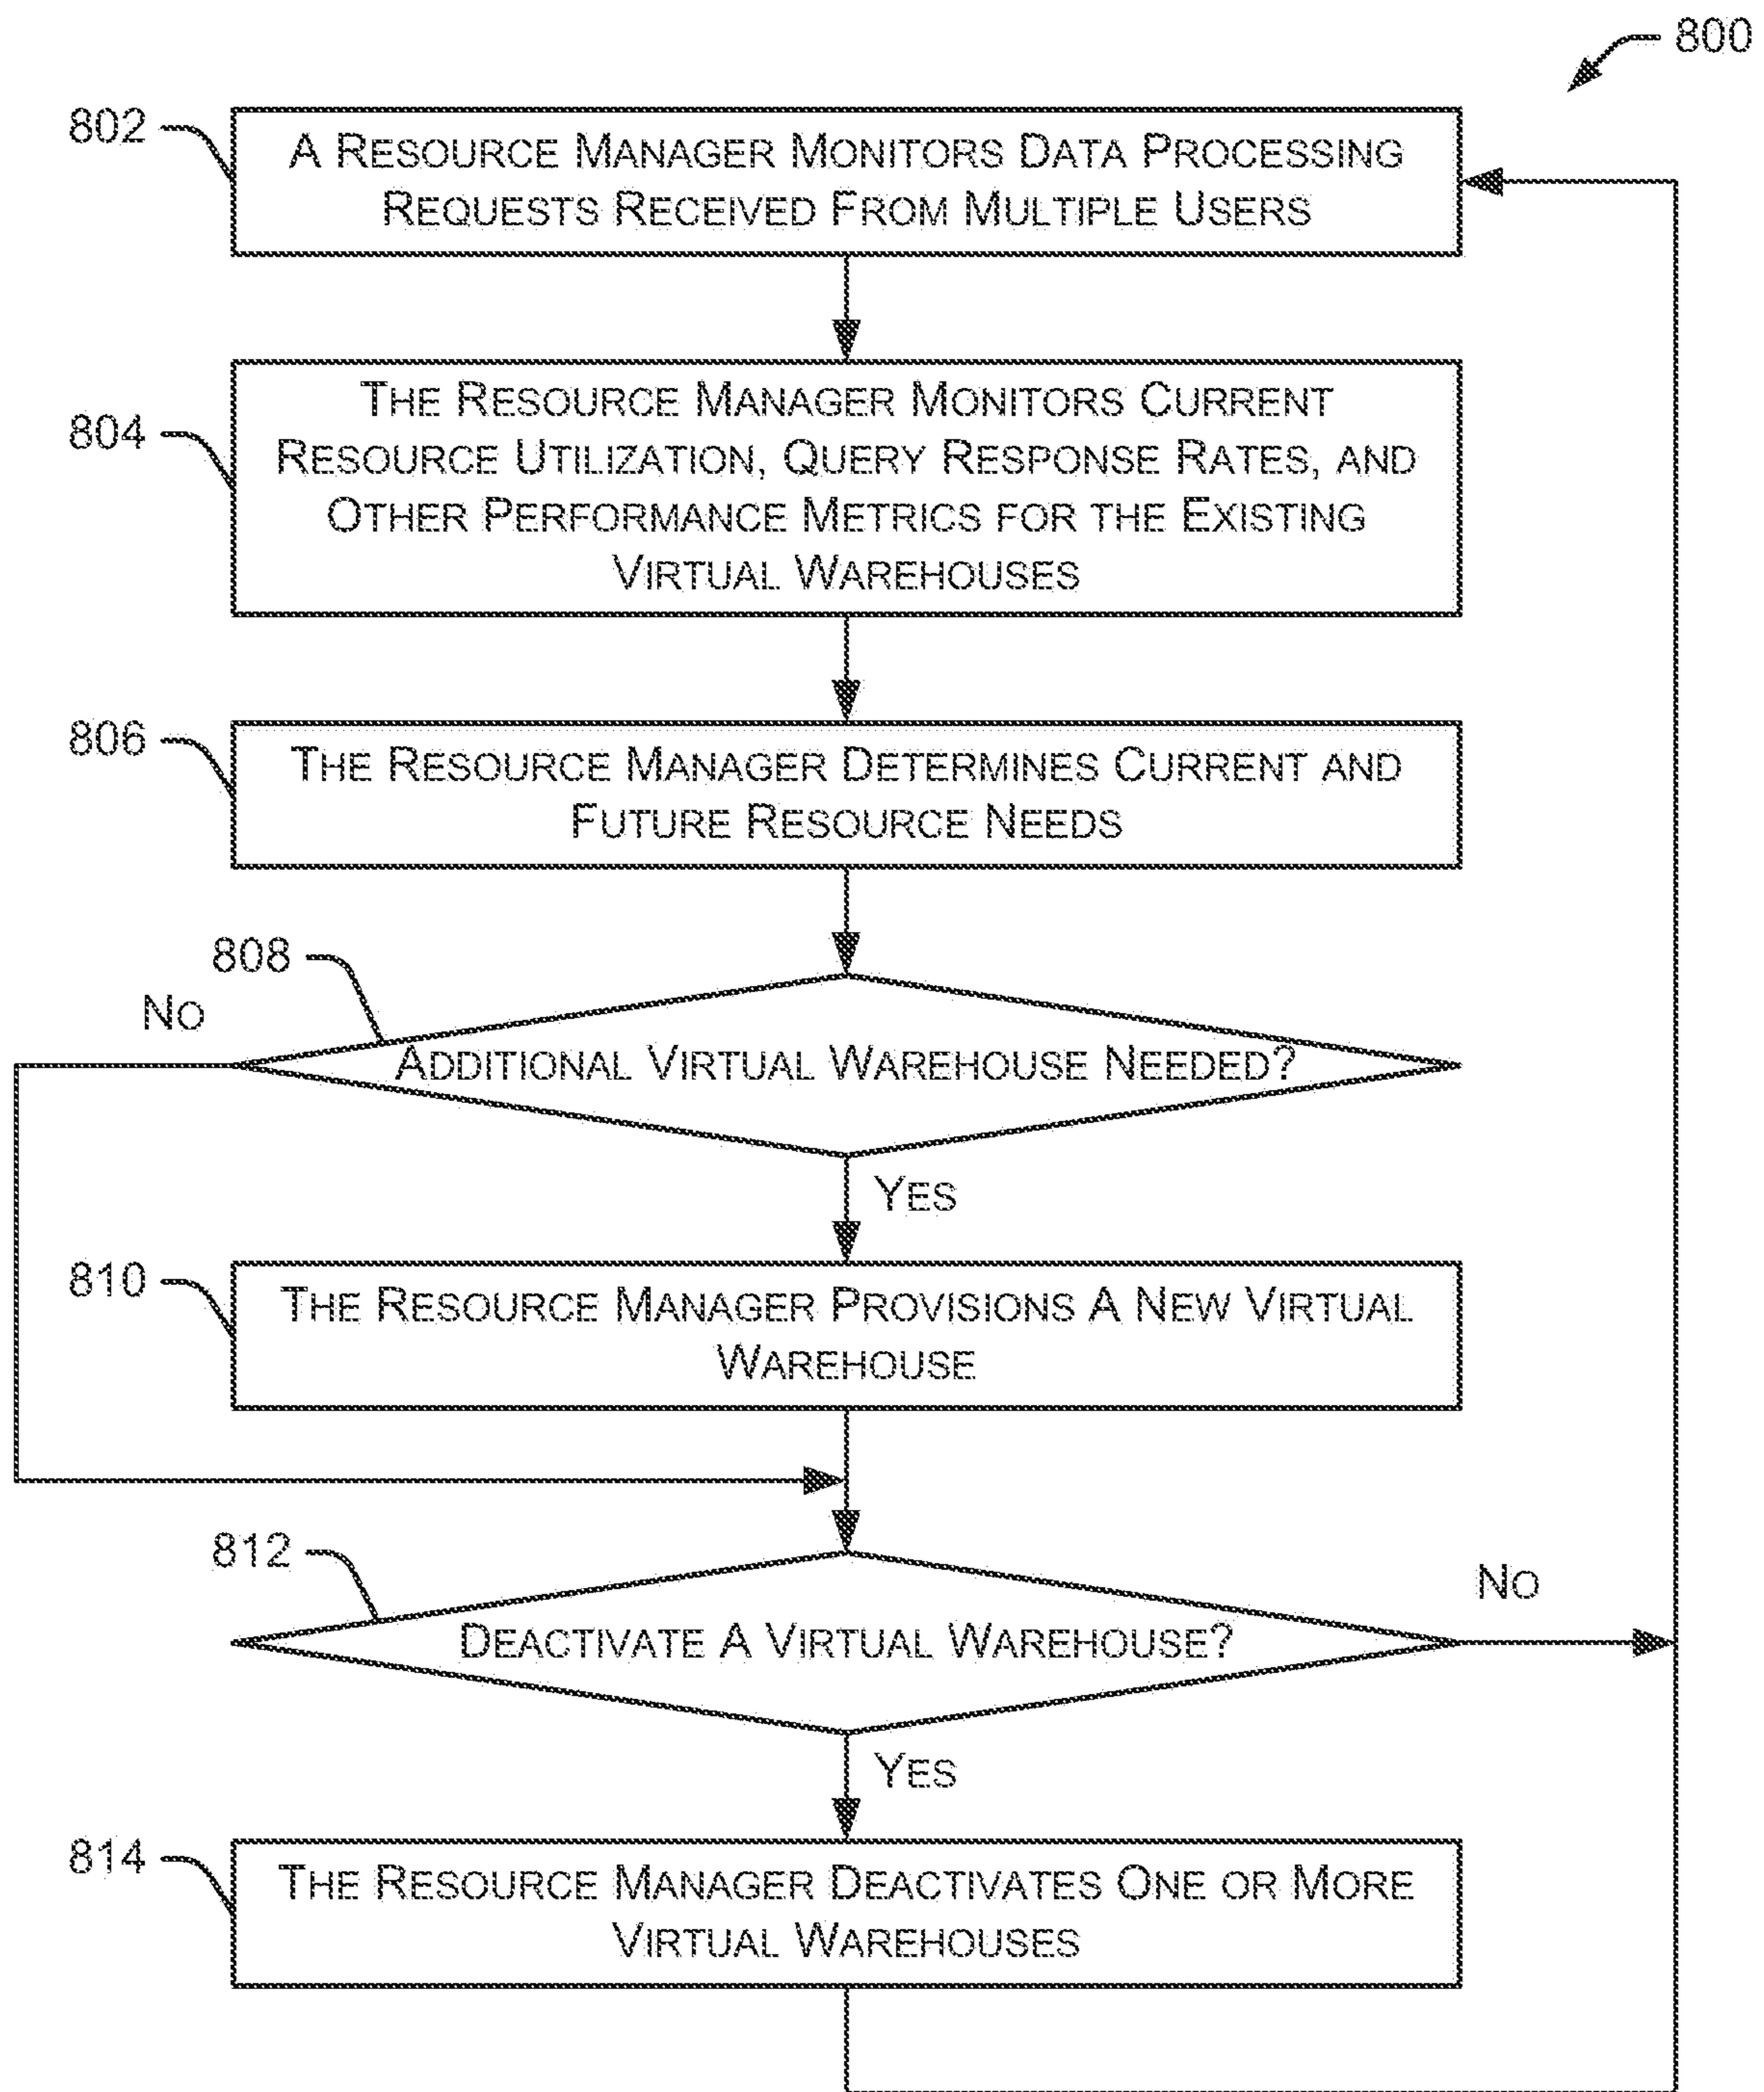 800
802
A RESOURCE MANAGER MONITORS DATA PROCESSING
REQUESTS RECEIVED FROM MULTIPLE USERS
804
THE RESOURCE MANAGER MONITORS CURRENT
RESOURCE UTILIZATION, QUERY RESPONSE RATES, AND
OTHER PERFORMANCE METRICS FOR THE EXISTING
VIRTUAL WAREHOUSES
806
THE RESOURCE MANAGER DETERMINES CURRENT AND
FUTURE RESOURCE NEEDS
808
NO
ADDITIONAL VIRTUAL WAREHOUSE NEEDED?
YES
810
THE RESOURCE MANAGER PROVISIONS A NEW VIRTUAL
WAREHOUSE
812
NO
DEACTIVATE A VIRTUAL WAREHOUSE?
YES
814
THE RESOURCE MANAGER DEACTIVATES ONE OR MORE
VIRTUAL WAREHOUSES